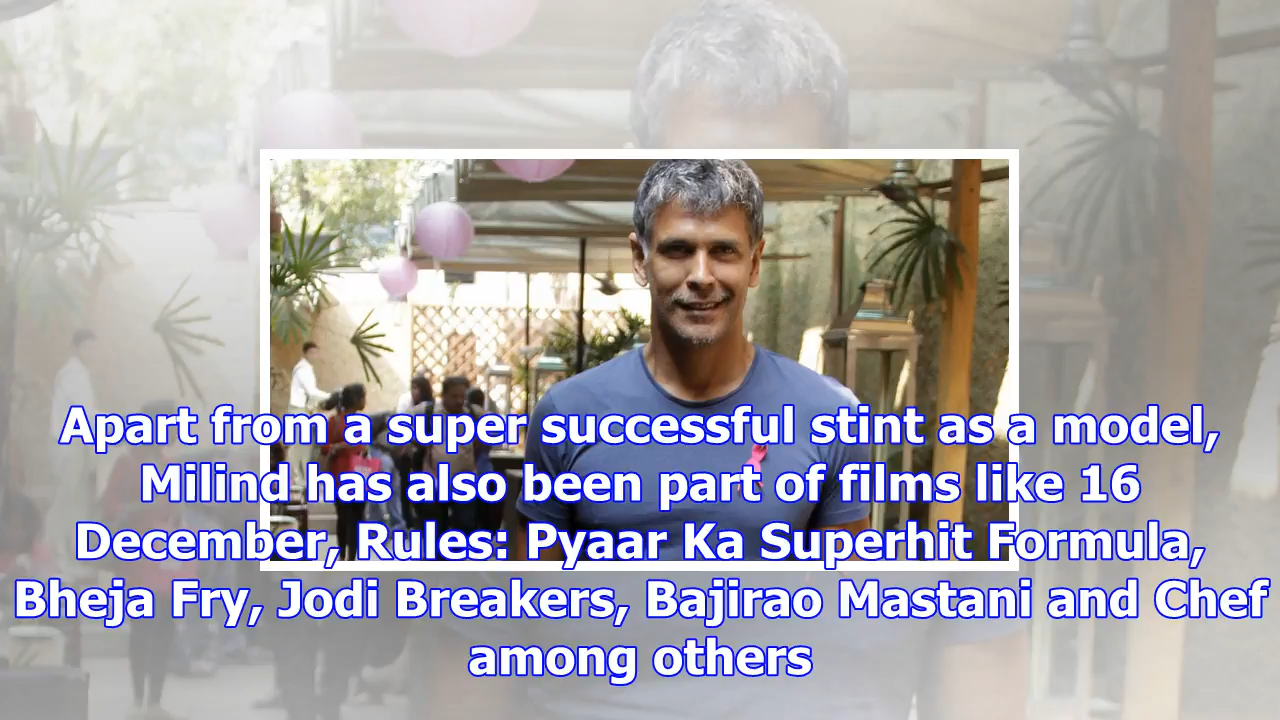 Apart from a super successful stint as a model,
Milind has also been part of films like 16
December, Rules: Pyaar Ka Superhit Formula,
Bheja Fry, Jodi Breakers, Bajirao Mastani and Chef
among others